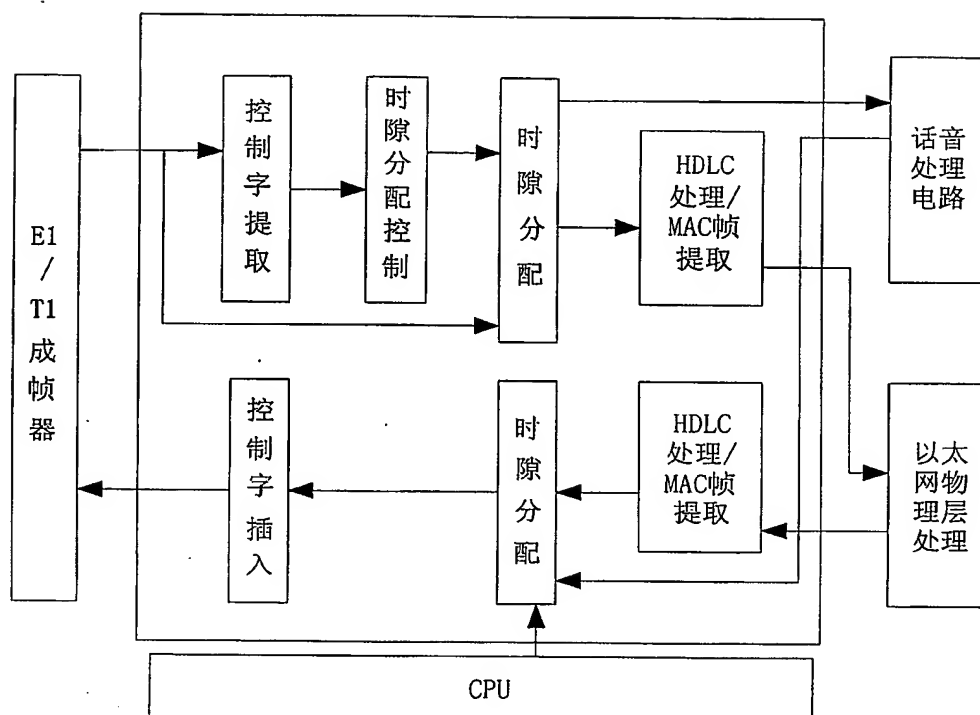 E1/T1成帧器
控制字提取
时隙分配控制
时隙分配
HDLC
处理/
MAC帧
提取
话音
处理
电路
控制字插入
时隙分配
HDLC
处理/
MAC帧
提取
以太
网物
理层
处理
CPU